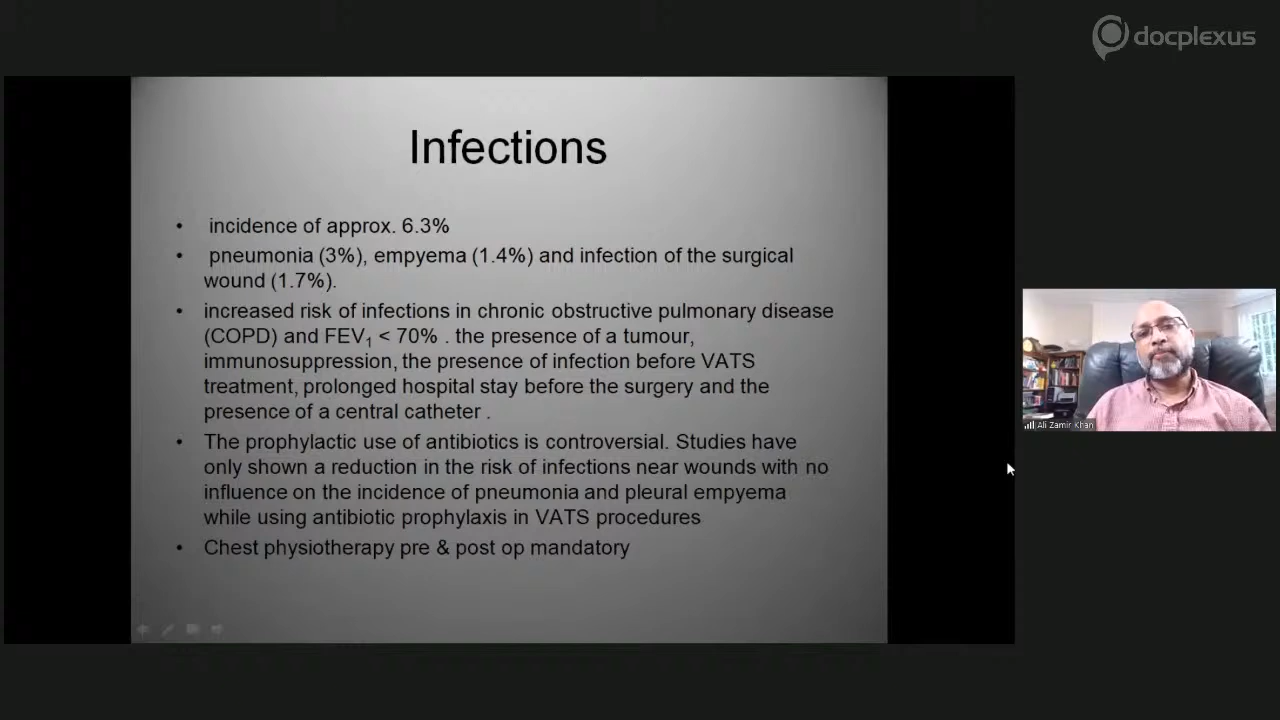 docplexus
Infections
• incidence of approx. 6.3%
• pneumonia (3%), empyema (1.4%) and infection of the surgical
wound (1.7%).
• increased risk of infections in chronic obstructive pulmonary disease
(COPD) and FEV₁ < 70% . the presence of a tumour,
immunosuppression, the presence of infection before VATS
treatment, prolonged hospital stay before the surgery and the
presence of a central catheter .
• The prophylactic use of antibiotics is controversial. Studies have
only shown a reduction in the risk of infections near wounds with no
influence on the incidence of pneumonia and pleural empyema
while using antibiotic prophylaxis in VATS procedures
• Chest physiotherapy pre & post op mandatory
Ali Zamir Khan